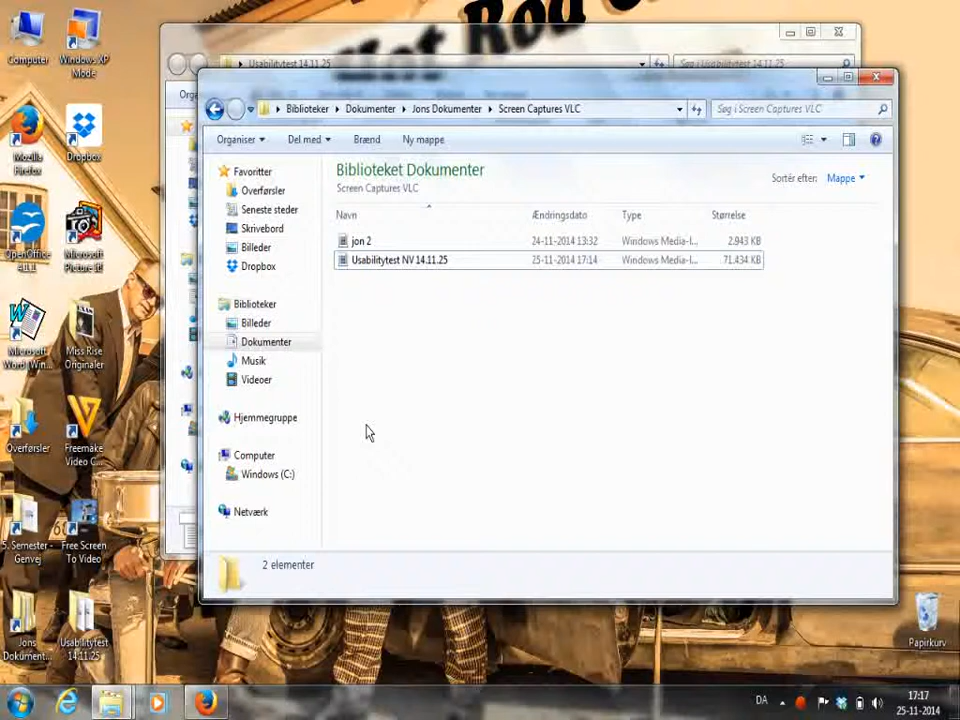 Hot Rod
Computer
Windows XP
Mode
Mozilla
Firefox
Dropbox
OpenOffice
4.1.1
Microsoft
Picture It!
Microsoft
Word (Win...
Miss Rise
Originaler
Overførsler
Freemake
Video C...
5. Semester -
Genvej
Free Screen
To Video
Jons
Dokument...
Usabilitytest
14.11.25
Papirkurv
Usabilitytest 14.11.25
Søg i Usabilitytest 14.11.25
Orga
Biblioteker
Dokumenter
Jons Dokumenter
Screen Captures VLC
Søg i Screen Captures VLC
Organiser
Del med
Brænd
Ny mappe
Favoritter
Overførsler
Seneste steder
Skrivebord
Billeder
Dropbox
Biblioteker
Billeder
Dokumenter
Musik
Videoer
Hjemmegruppe
Computer
Windows (C:)
Netværk
Biblioteket Dokumenter
Screen Captures VLC
Sortér efter: Mappe
Navn Ændringsdato Type Størrelse
jon 2 24-11-2014 13:32 Windows Media-l... 2.943 KB
Usabilitytest NV 14.11.25 25-11-2014 17:14 Windows Media-l... 71.434 KB
2 elementer
DA
17:17
25-11-2014